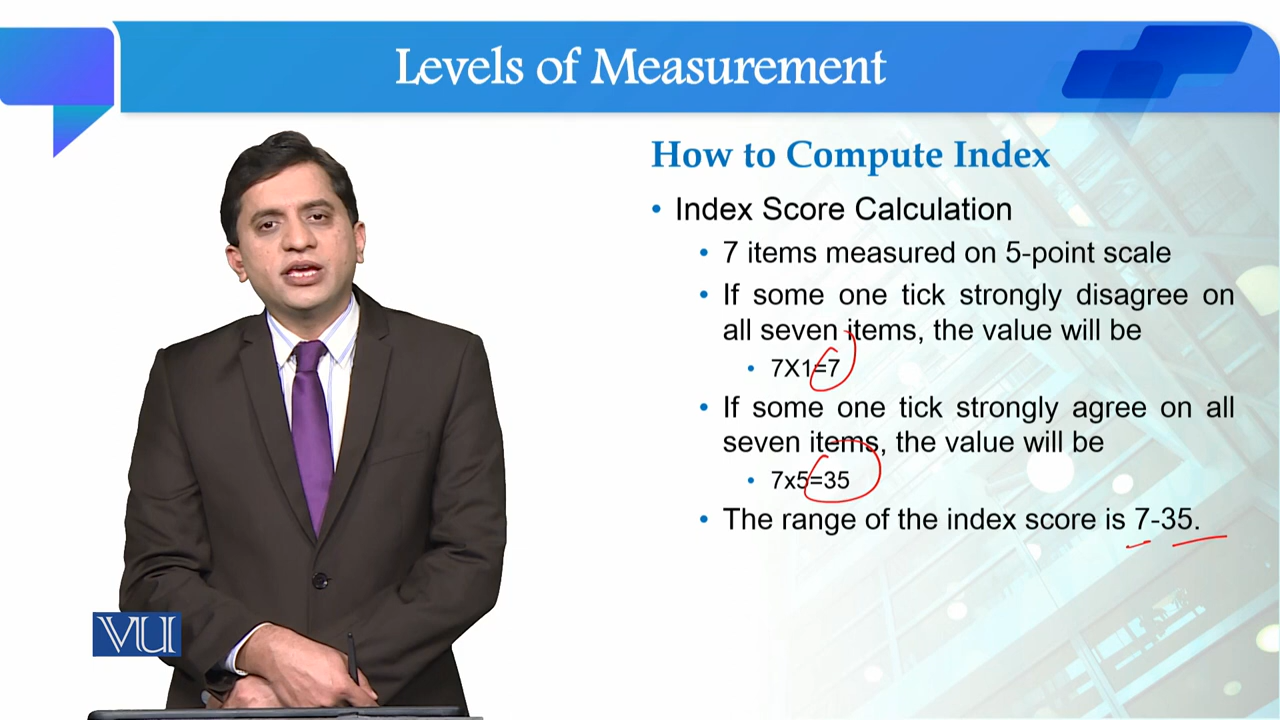 Levels of Measurement
How to Compute Index
• Index Score Calculation
• 7 items measured on 5-point scale
• If some one tick strongly disagree on
all seven items, the value will be
• 7X1=7
• If some one tick strongly agree on all
seven items, the value will be
• 7x5=35
• The range of the index score is 7-35.
VU